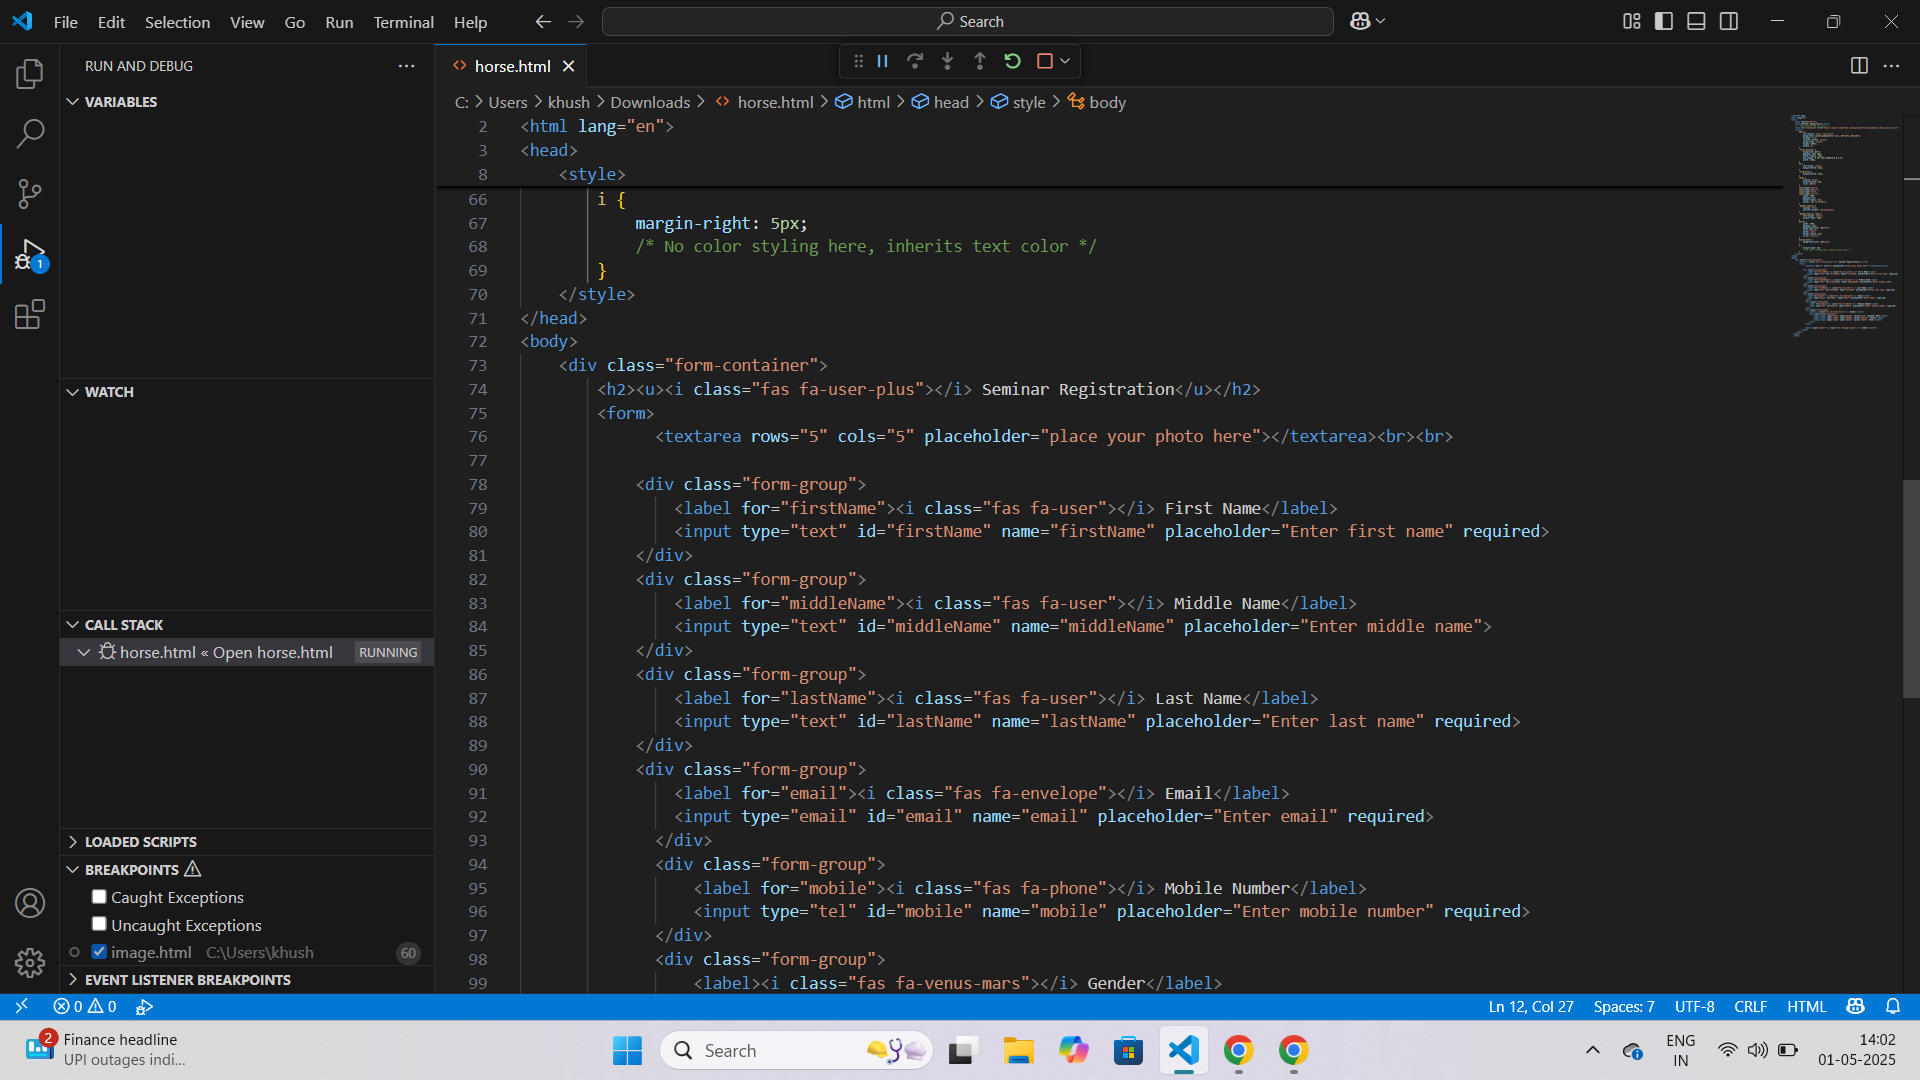 File Edit Selection View Go Run Terminal Help
Search
RUN AND DEBUG
horse.html
VARIABLES
C: > Users > khush > Downloads > horse.html > html > head > style > body
2 <html lang="en">
3 <head>
8 <style>
66 i {
67 margin-right: 5px;
68 /* No color styling here, inherits text color */
69 }
70 </style>
71 </head>
72 <body>
73 <div class="form-container">
74 <h2><u><i class="fas fa-user-plus"></i> Seminar Registration</u></h2>
75 <form>
76 <textarea rows="5" cols="5" placeholder="place your photo here"></textarea><br><br>
77
78 <div class="form-group">
79 <label for="firstName"><i class="fas fa-user"></i> First Name</label>
80 <input type="text" id="firstName" name="firstName" placeholder="Enter first name" required>
81 </div>
82 <div class="form-group">
83 <label for="middleName"><i class="fas fa-user"></i> Middle Name</label>
84 <input type="text" id="middleName" name="middleName" placeholder="Enter middle name">
85 </div>
86 <div class="form-group">
87 <label for="lastName"><i class="fas fa-user"></i> Last Name</label>
88 <input type="text" id="lastName" name="lastName" placeholder="Enter last name" required>
89 </div>
90 <div class="form-group">
91 <label for="email"><i class="fas fa-envelope"></i> Email</label>
92 <input type="email" id="email" name="email" placeholder="Enter email" required>
93 </div>
94 <div class="form-group">
95 <label for="mobile"><i class="fas fa-phone"></i> Mobile Number</label>
96 <input type="tel" id="mobile" name="mobile" placeholder="Enter mobile number" required>
97 </div>
98 <div class="form-group">
99 <label><i class="fas fa-venus-mars"></i> Gender</label>
WATCH
CALL STACK
horse.html « Open horse.html RUNNING
LOADED SCRIPTS
BREAKPOINTS
Caught Exceptions
Uncaught Exceptions
image.html C:\Users\khush 60
EVENT LISTENER BREAKPOINTS
1
0 0
Ln 12, Col 27 Spaces: 7 UTF-8 CRLF HTML
2
Finance headline
UPI outages indi...
Search
ENG
IN
14:02
01-05-2025